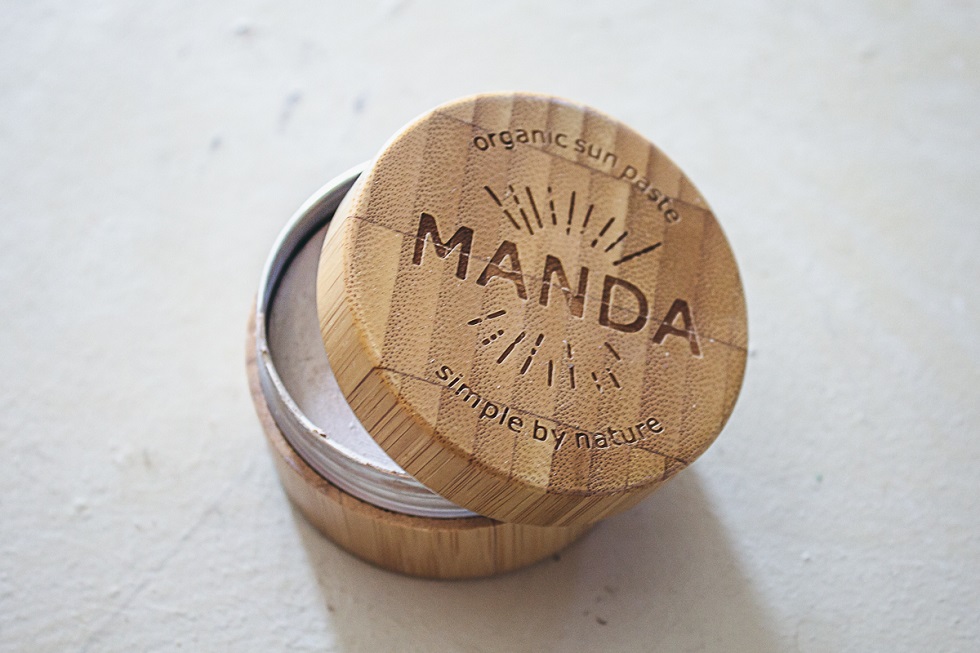 organic sun paste
MANDA
simple by nature